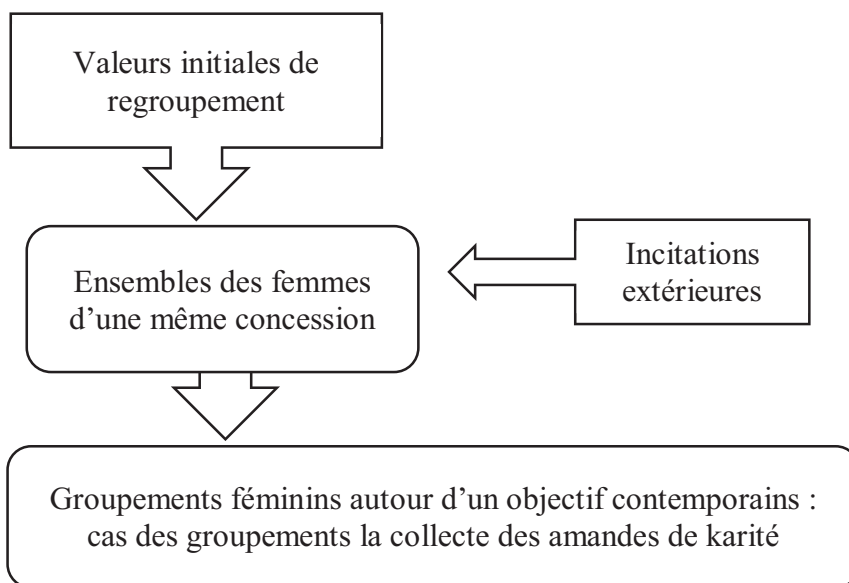 Valeurs initiales de
regroupement
Ensembles des femmes
d’une même concession
Incitations
extérieures
Groupements féminins autour d’un objectif contemporains :
cas des groupements la collecte des amandes de karité